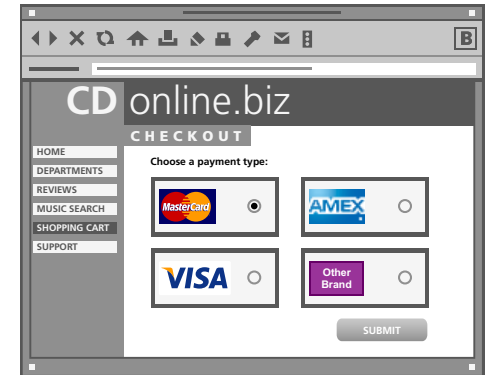 B
CD online.biz
CHECKOUT
HOME
DEPARTMENTS
REVIEWS
MUSIC SEARCH
SHOPPING CART
SUPPORT
Choose a payment type:
MasterCard
AMEX
VISA
Other
Brand
SUBMIT